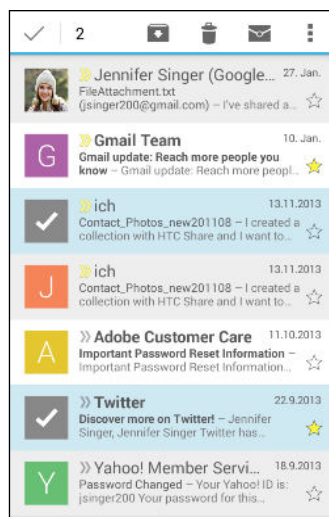 2
Jennifer Singer (Google... 27. Jan.
FileAttachment.txt
(jsinger200@gmail.com) – I've shared a...
G
Gmail Team 10. Jan.
Gmail update: Reach more people you
know – Gmail update: Reach more peopl...
ich 13.11.2013
Contact_Photos_new201108 – I created a
collection with HTC Share and I want to...
J
ich 13.11.2013
Contact_Photos_new201108 – I created a
collection with HTC Share and I want to...
A
Adobe Customer Care 11.10.2013
Important Password Reset Information –
Important Password Reset Information...
Twitter 22.9.2013
Discover more on Twitter! – Jennifer
Singer, Jennifer Singer Twitter has...
Y
Yahoo! Member Servi... 18.9.2013
Password Changed – Your Yahoo! ID is:
jsinger200 Your password for this...